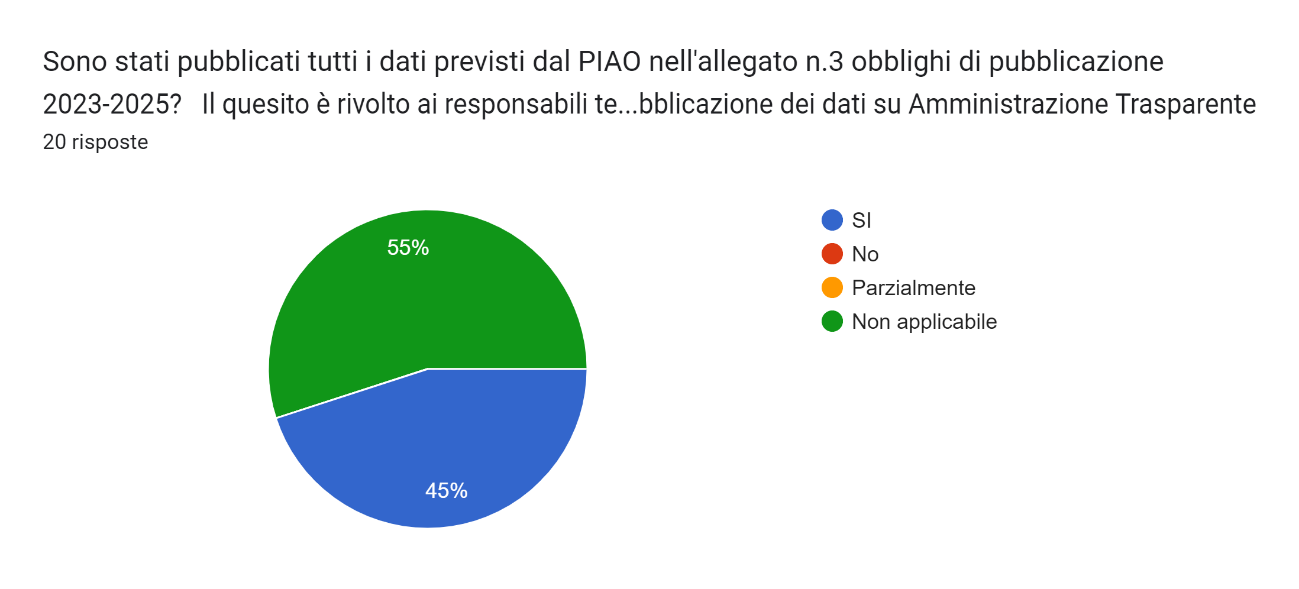 Sono stati pubblicati tutti i dati previsti dal PIAO nell'allegato n.3 obblighi di pubblicazione
2023-2025?   Il quesito è rivolto ai responsabili te...bblicazione dei dati su Amministrazione Trasparente
20 risposte
55%
45%
SI
No
Parzialmente
Non applicabile